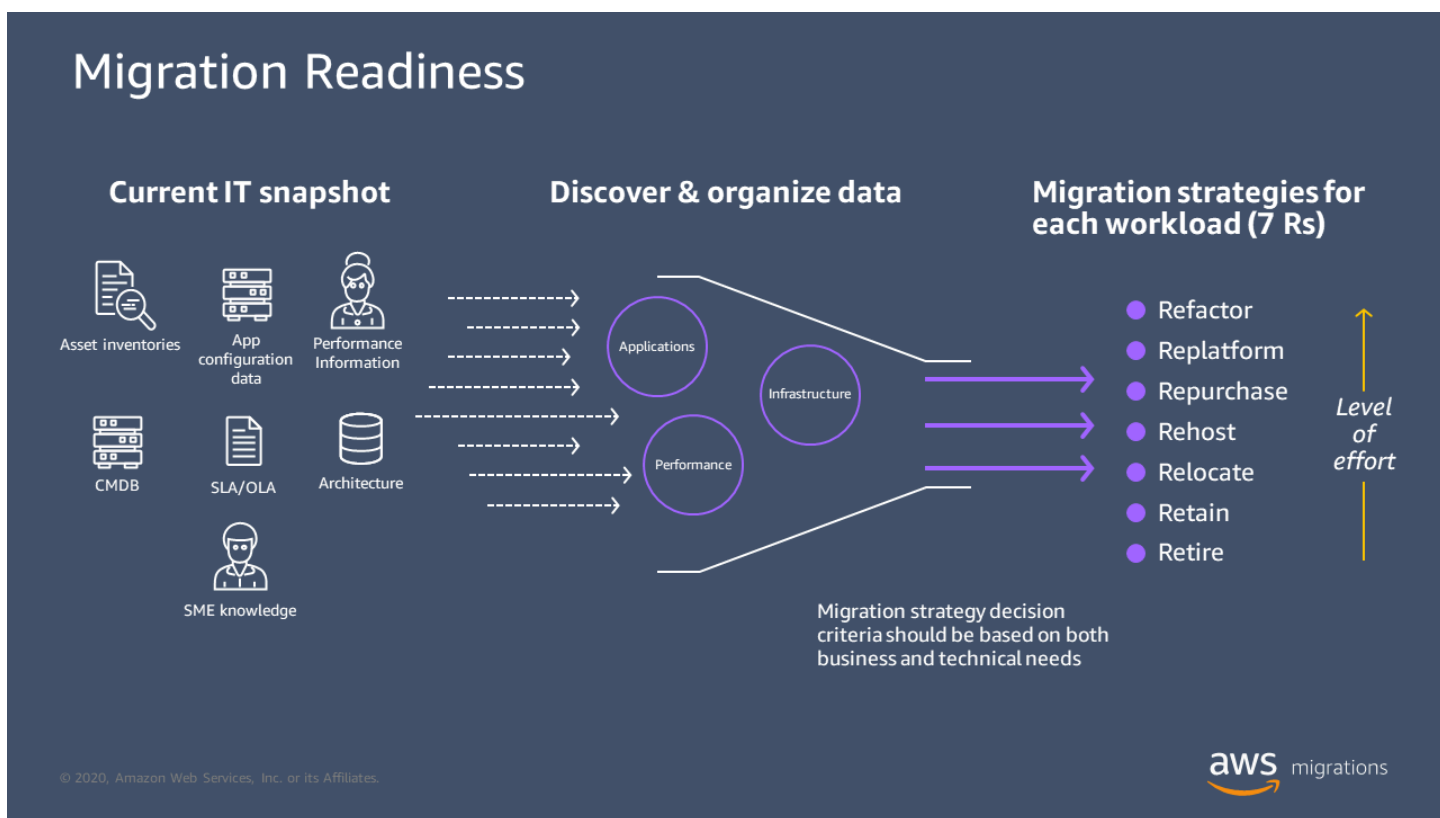 Migration Readiness
Current IT snapshot
Asset inventories
App
configuration
data
Performance
Information
CMDB
SLA/OLA
Architecture
SME knowledge
Discover & organize data
Applications
Infrastructure
Performance
Migration strategies for
each workload (7 Rs)
Refactor
Replatform
Repurchase
Rehost
Relocate
Retain
Retire
Level
of
effort
Migration strategy decision
criteria should be based on both
business and technical needs
© 2020, Amazon Web Services, Inc. or its Affiliates.
aws migrations